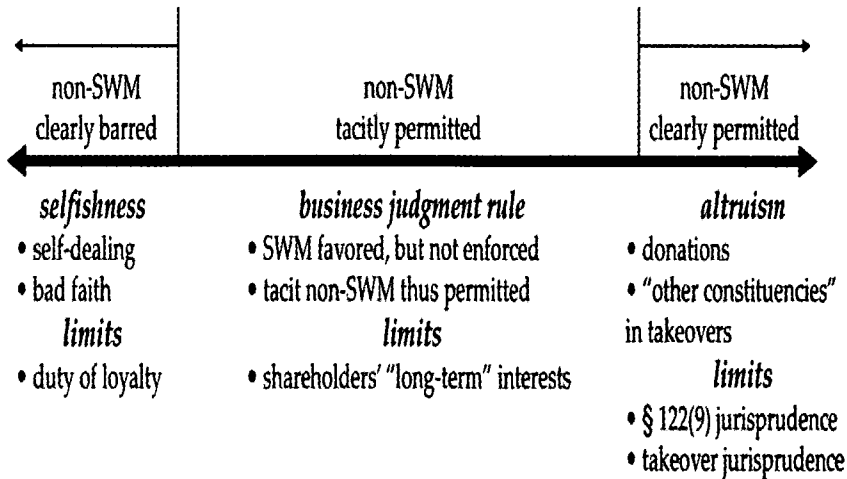 non-SWM
clearly barred
selfishness
• self-dealing
• bad faith
limits
• duty of loyalty
non-SWM
tacitly permitted
business judgment rule
• SWM favored, but not enforced
• tacit non-SWM thus permitted
limits
• shareholders' "long-term" interests
non-SWM
clearly permitted
altruism
• donations
• "other constituencies"
in takeovers
limits
• § 122(9) jurisprudence
• takeover jurisprudence